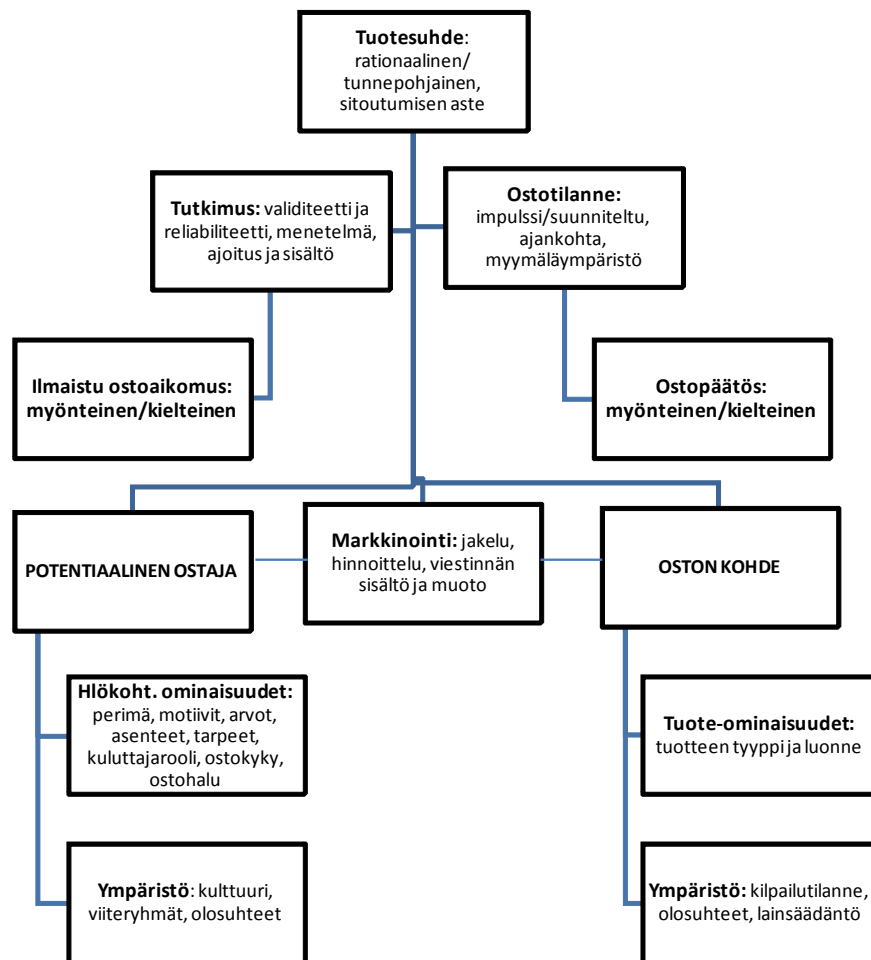 Tuotesuhde:
rationaalinen/
tunnepohjainen,
sitoutumisen aste
Tutkimus: validiteetti ja
reliabiliteetti, menetelmä,
ajoitus ja sisältö
Ostotilanne:
impulssi/suunniteltu,
ajankohta,
myymäläympäristö
Ilmaistu ostoaikomus:
myönteinen/kielteinen
Ostopäätös:
myönteinen/kielteinen
POTENTIAALINEN OSTAJA
Markkinointi: jakelu,
hinnoittelu, viestinnän
sisältö ja muoto
OSTON KOHDE
Hlökoht. ominaisuudet:
perimä, motiivit, arvot,
asenteet, tarpeet,
kuluttajarooli, ostokyky,
ostohalu
Tuote-ominaisuudet:
tuotteen tyyppi ja luonne
Ympäristö: kulttuuri,
viiteryhmät, olosuhteet
Ympäristö: kilpailutilanne,
olosuhteet, lainsäädäntö